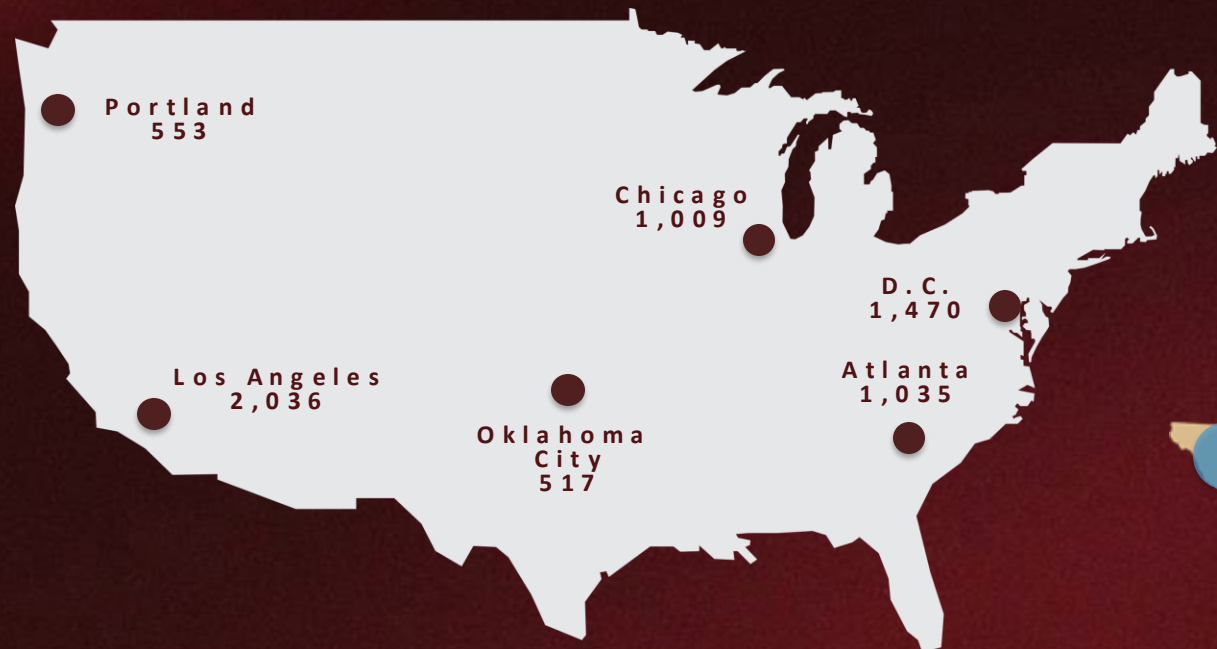 Portland
553
Chicago
1,009
D.C.
1,470
Atlanta
1,035
Los Angeles
2,036
Oklahoma
City
517